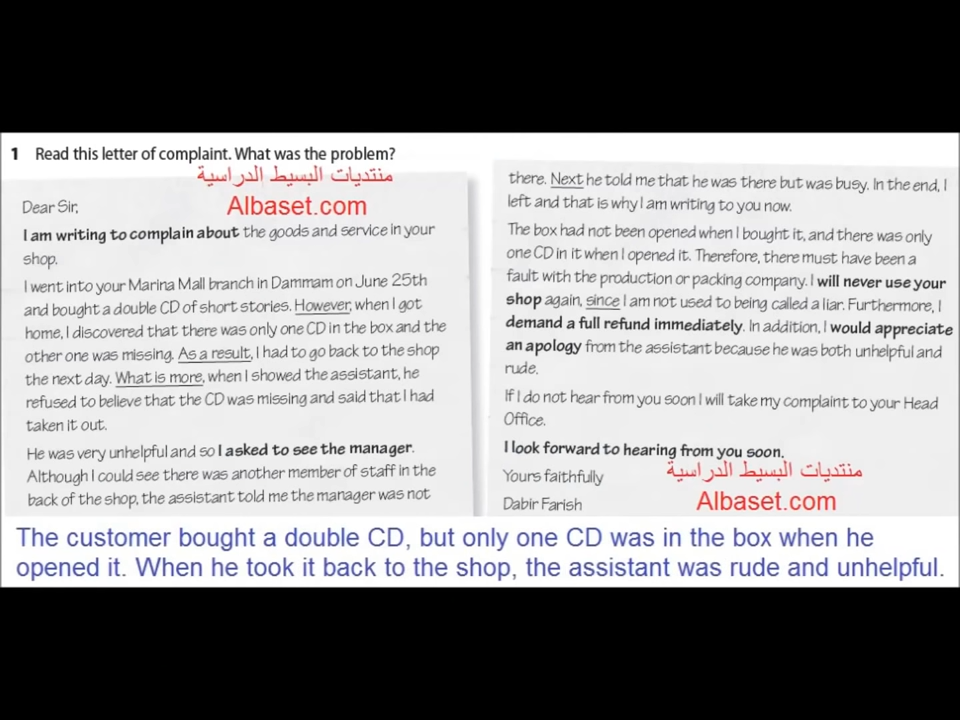 1 Read this letter of complaint. What was the problem?
منتديات البسيط الدراسية
Albaset.com
Dear Sir,
I am writing to complain about the goods and service in your
shop.
I went into your Marina Mall branch in Dammam on June 25th
and bought a double CD of short stories. However, when I got
home, I discovered that there was only one CD in the box and the
other one was missing. As a result, I had to go back to the shop
the next day. What is more, when I showed the assistant, he
refused to believe that the CD was missing and said that I had
taken it out.
He was very unhelpful and so I asked to see the manager.
Although I could see there was another member of staff in the
back of the shop, the assistant told me the manager was not
there. Next he told me that he was there but was busy. In the end, I
left and that is why I am writing to you now.
The box had not been opened when I bought it, and there was only
one CD in it when I opened it. Therefore, there must have been a
fault with the production or packing company. I will never use your
shop again, since I am not used to being called a liar. Furthermore, I
demand a full refund immediately. In addition, I would appreciate
an apology from the assistant because he was both unhelpful and
rude.
If I do not hear from you soon I will take my complaint to your Head
Office.
I look forward to hearing from you soon.
Yours faithfully
Dabir Farish
منتديات البسيط الدراسية
Albaset.com
The customer bought a double CD, but only one CD was in the box when he
opened it. When he took it back to the shop, the assistant was rude and unhelpful.